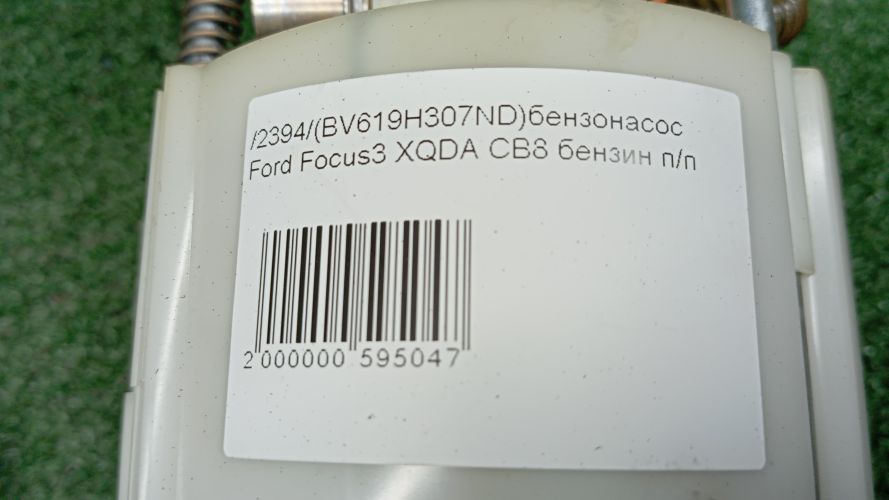 /2394/(BV619H307ND)бензонасос
Ford Focus3 XQDA CB8 бензин п/п
2 000000 595047